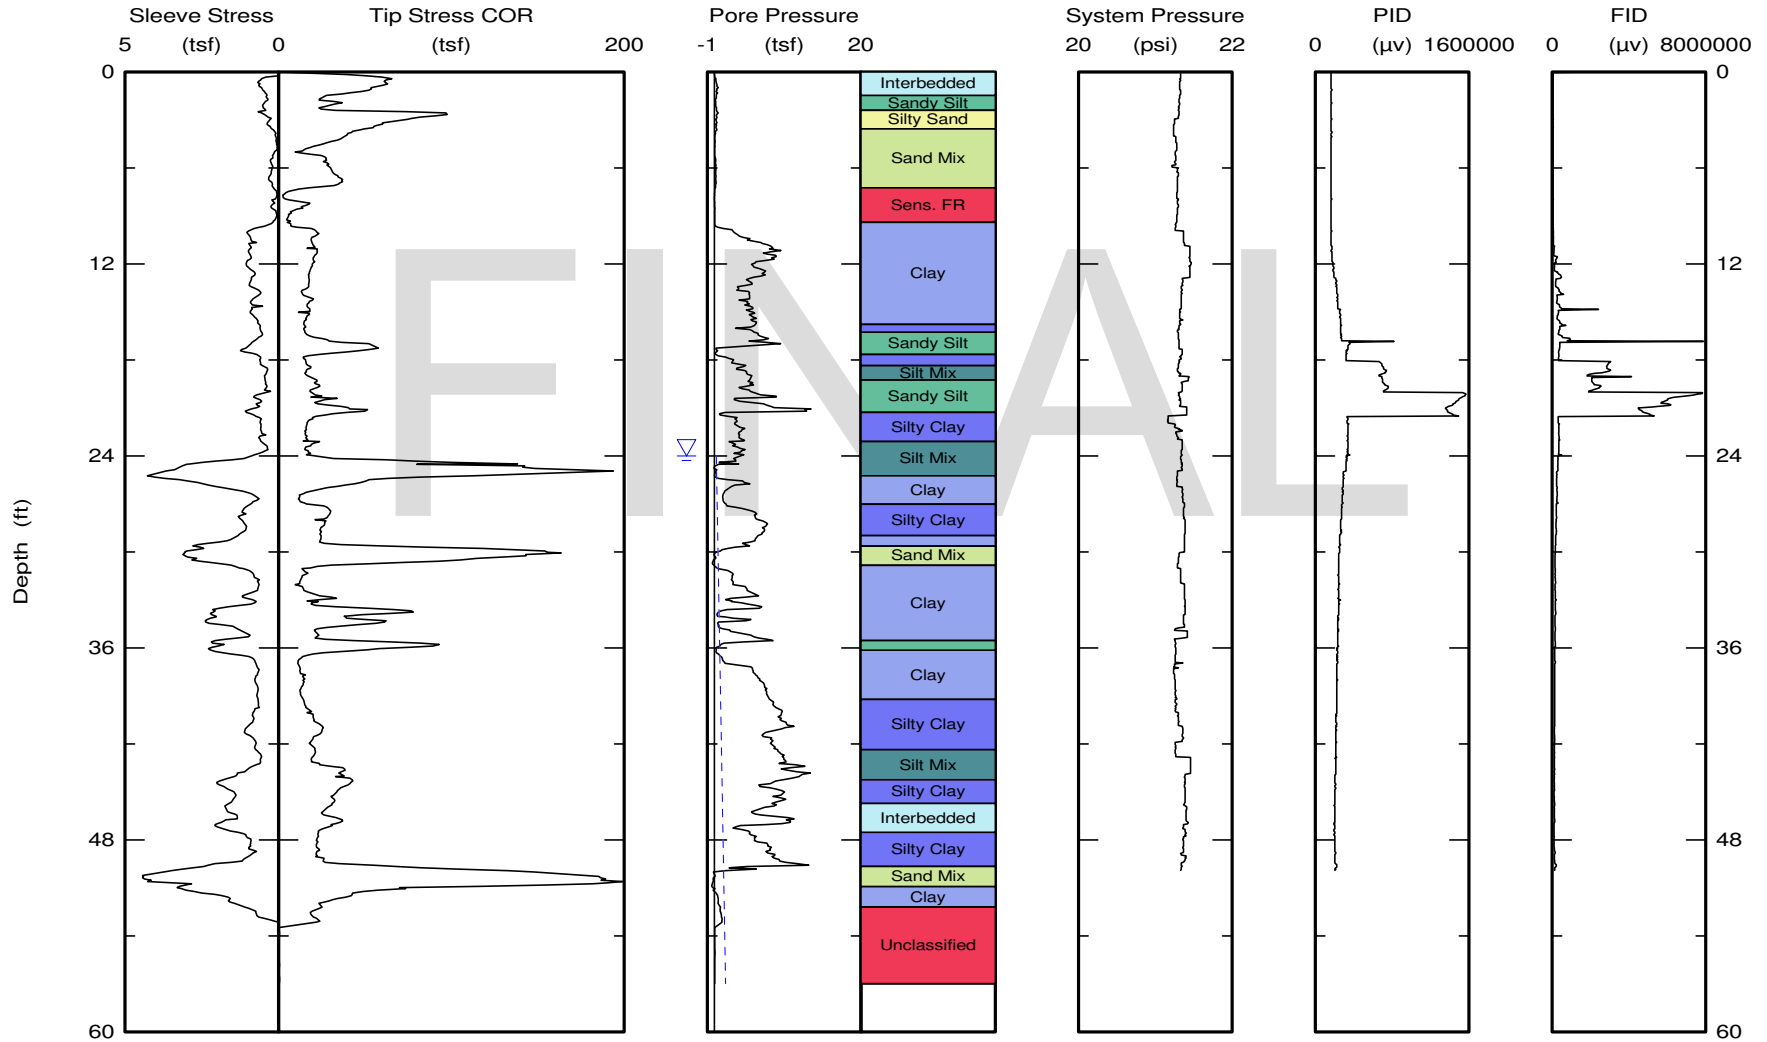 Sleeve Stress Tip Stress COR Pore Pressure System Pressure PID FID
5 (tsf) 0 (tsf) 200 -1 (tsf) 20 20 (psi) 22 0 (μv) 1600000 0 (μv) 8000000
0 0
12 12
24 24
36 36
48 48
60 60
Depth (ft)
Interbedded
Sandy Silt
Silty Sand
Sand Mix
Sens. FR
Clay
Sandy Silt
Silt Mix
Sandy Silt
Silty Clay
Silt Mix
Clay
Silty Clay
Sand Mix
Clay
Clay
Silty Clay
Silt Mix
Silty Clay
Interbedded
Silty Clay
Sand Mix
Clay
Unclassified
FINAL